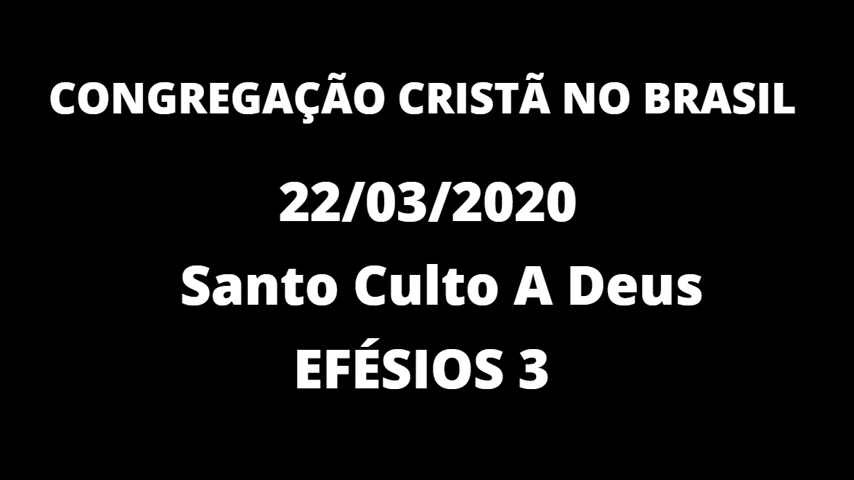 CONGREGAÇÃO CRISTÃ NO BRASIL
22/03/2020
Santo Culto A Deus
EFÉSIOS 3